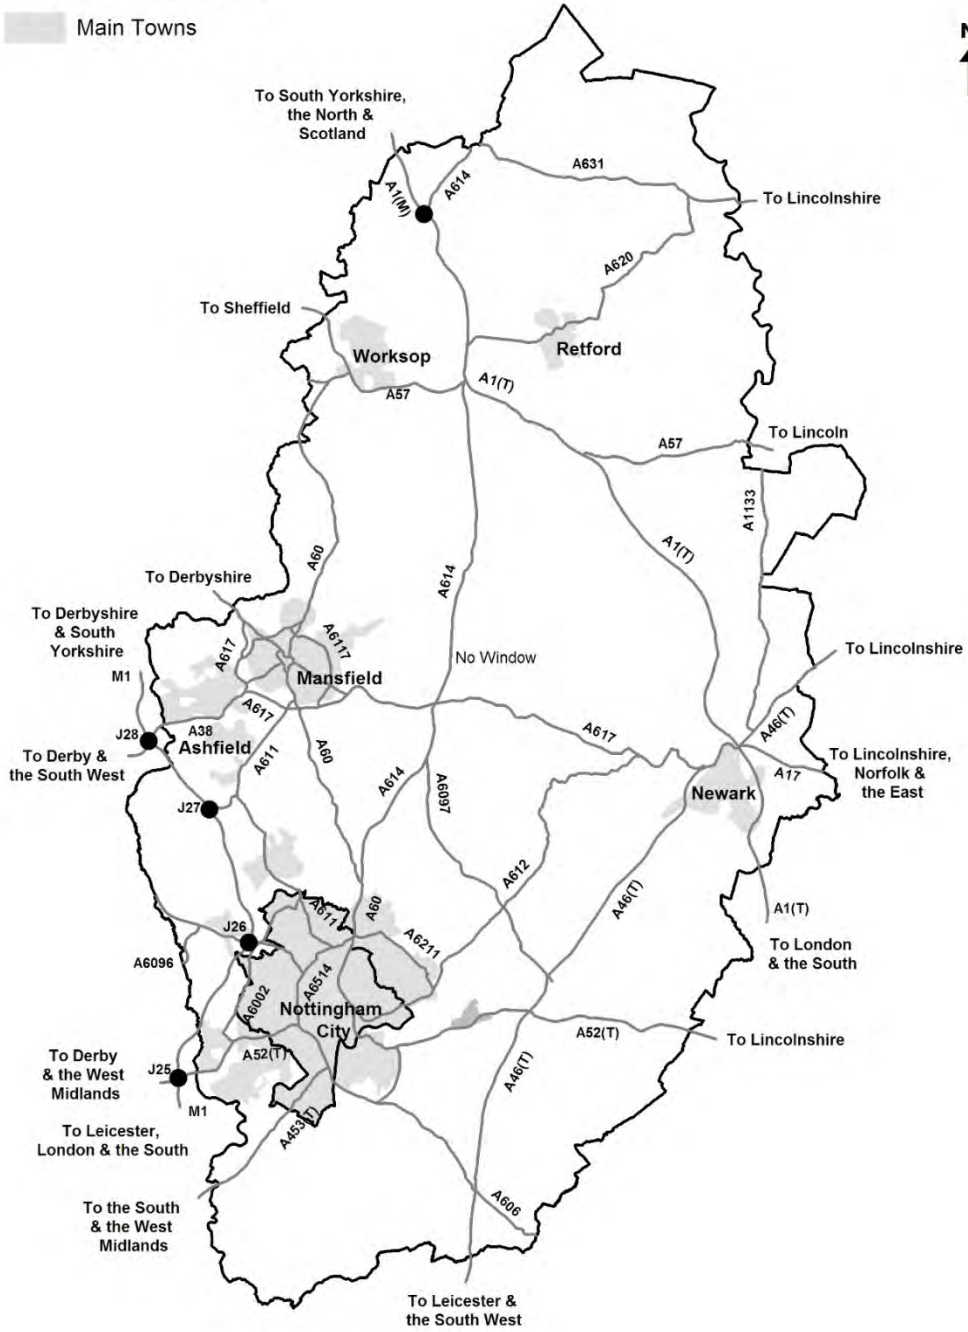 Main Towns
N
To South Yorkshire,
the North &
Scotland
A1(M)
A614
A631
To Lincolnshire
A620
To Sheffield
Worksop
Retford
A57
A1(T)
A57
To Lincoln
A1133
A60
A614
A1(T)
To Derbyshire
To Derbyshire
& South
Yorkshire
A617
A6117
No Window
Mansfield
To Lincolnshire
M1
A617
A46(T)
J28
A38
Ashfield
A611
A60
A617
To Derby &
the South West
A614
A6097
To Lincolnshire,
Norfolk &
the East
A17
Newark
J27
A612
A46(T)
A1(T)
A611
A60
A6211
J26
To London
& the South
A6096
A6514
A6002
Nottingham
City
A52(T)
A52(T)
To Lincolnshire
To Derby
& the West
Midlands
J25
A46(T)
M1
A453(T)
To Leicester,
London & the South
To the South
& the West
Midlands
A606
To Leicester &
the South West